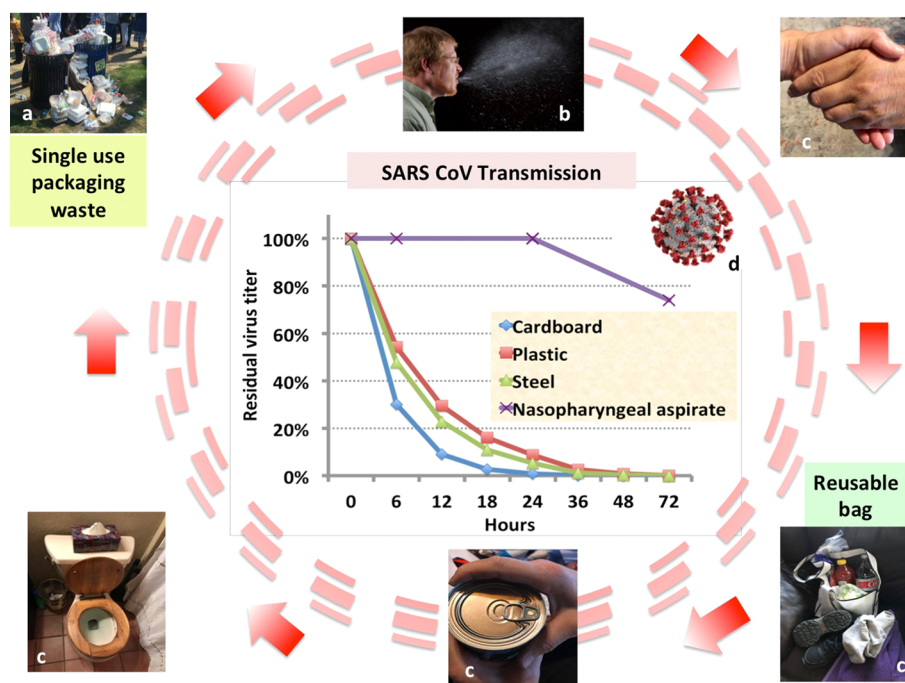 a
b
c
Single use
packaging
waste
SARS CoV Transmission
d
100%
80%
60%
40%
20%
0%
Residual virus titer
Cardboard
Plastic
Steel
Nasopharyngeal aspirate
0 6 12 18 24 36 48 72
Hours
Reusable
bag
c
c
c